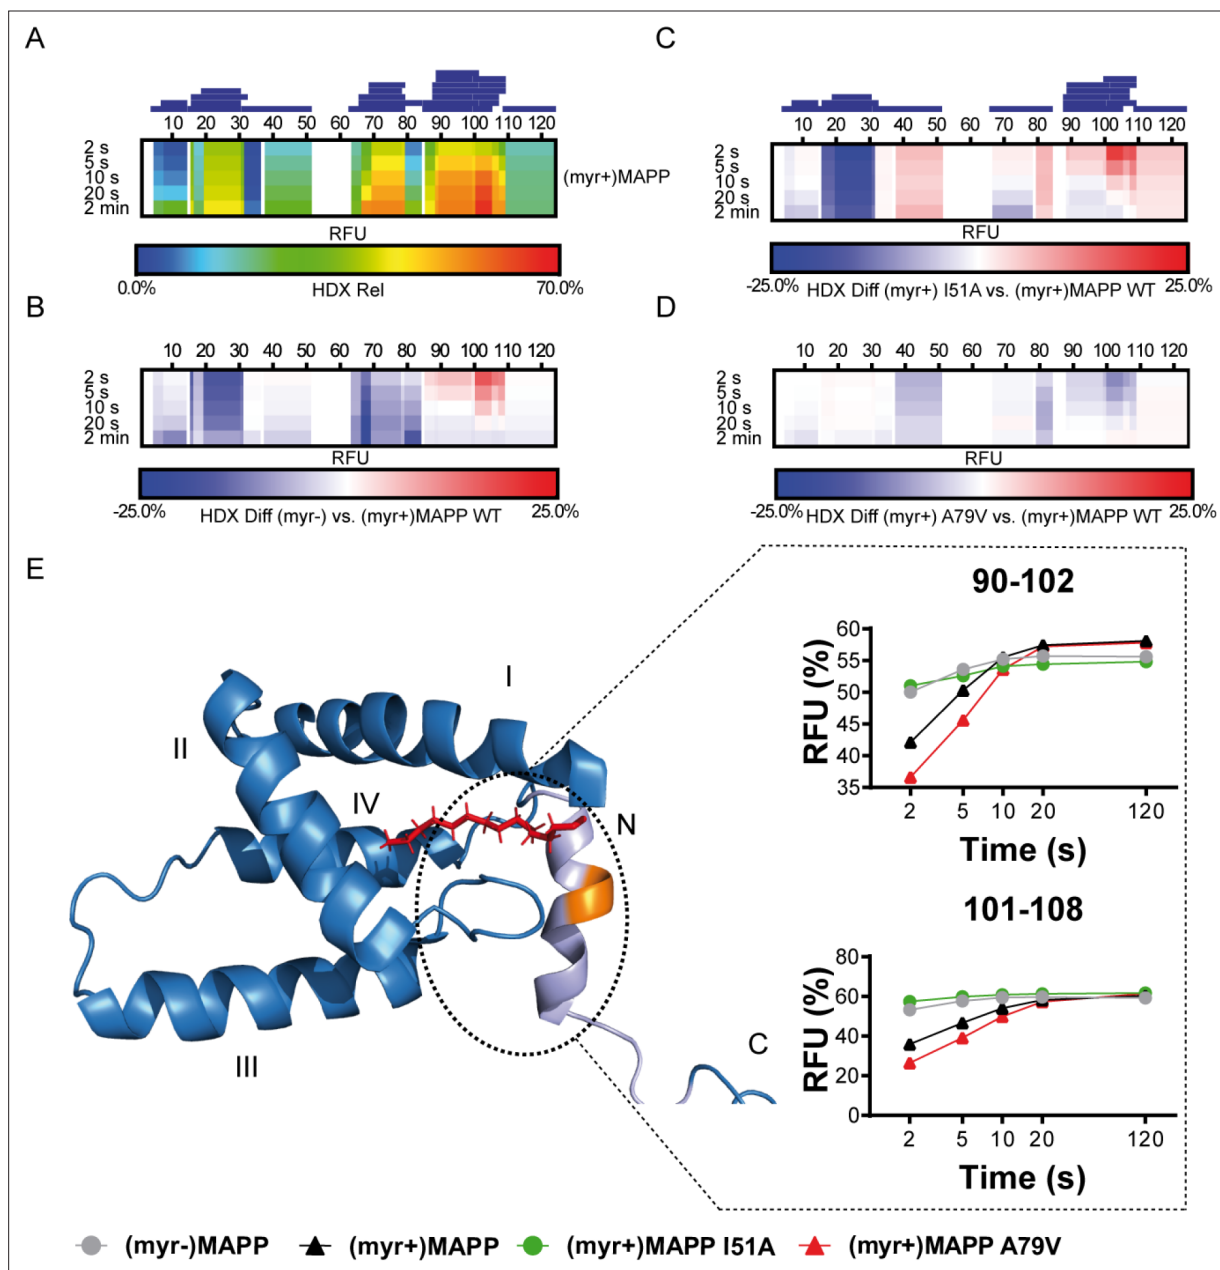 A
10 20 30 40 50 60 70 80 90 100 110 120
2 s
5 s
10 s
20 s
2 min
(myr+)MAPP
RFU
0.0% HDX Rel 70.0%
C
10 20 30 40 50 60 70 80 90 100 110 120
2 s
5 s
10 s
20 s
2 min
RFU
-25.0% HDX Diff (myr+) I51A vs. (myr+)MAPP WT 25.0%
B
10 20 30 40 50 60 70 80 90 100 110 120
2 s
5 s
10 s
20 s
2 min
RFU
-25.0% HDX Diff (myr-) vs. (myr+)MAPP WT 25.0%
D
10 20 30 40 50 60 70 80 90 100 110 120
2 s
5 s
10 s
20 s
2 min
RFU
-25.0% HDX Diff (myr+) A79V vs. (myr+)MAPP WT 25.0%
E
I
II
IV
N
III
C
90-102
RFU (%)
60
55
50
45
40
35
2 5 10 20 120
Time (s)
101-108
RFU (%)
80
60
40
20
0
2 5 10 20 120
Time (s)
(myr-)MAPP (myr+)MAPP (myr+)MAPP I51A (myr+)MAPP A79V